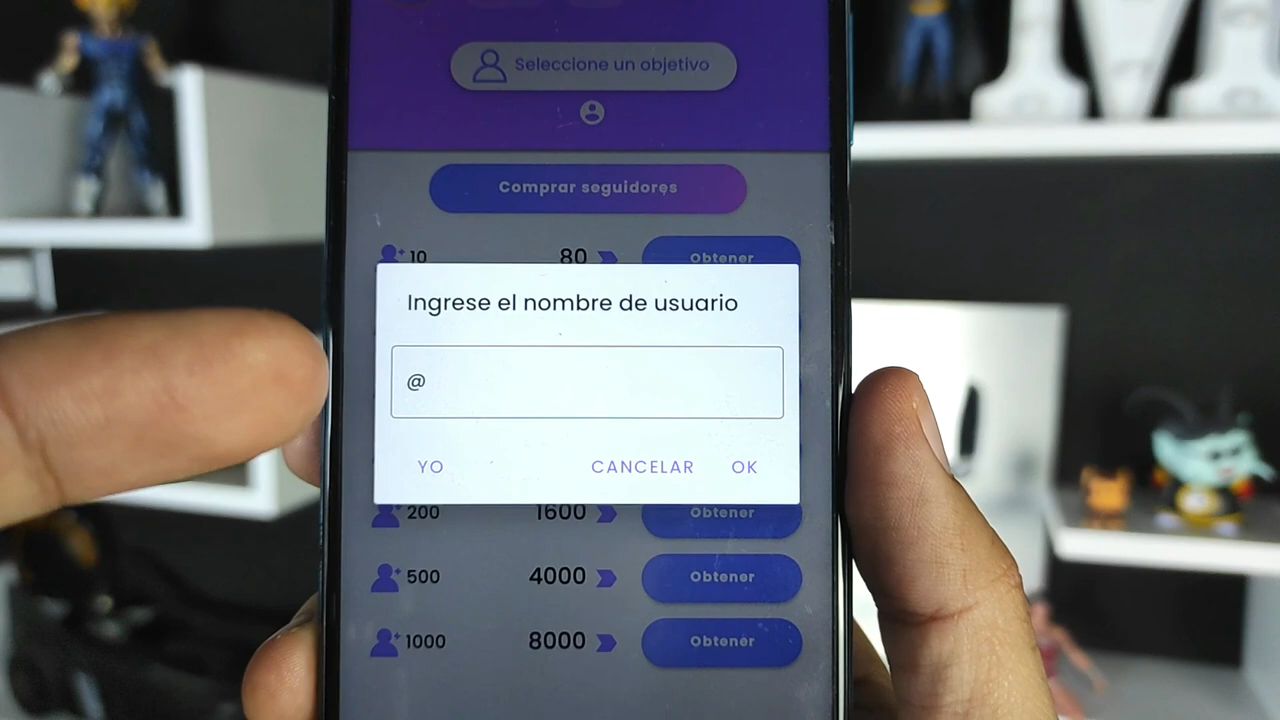 Seleccione un objetivo
Comprar seguidores
10 80 Obtener
Ingrese el nombre de usuario
@
YO CANCELAR OK
200 1600 Obtener
500 4000 Obtener
1000 8000 Obtener